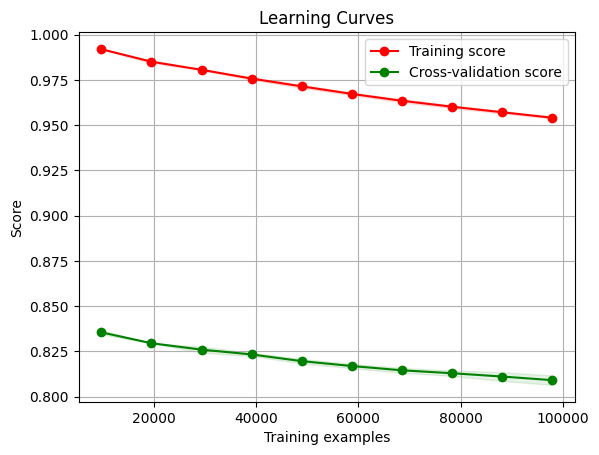 Learning Curves
1.000
0.975
0.950
0.925
0.900
0.875
0.850
0.825
0.800
Score
Training score
Cross-validation score
20000
40000
60000
80000
100000
Training examples